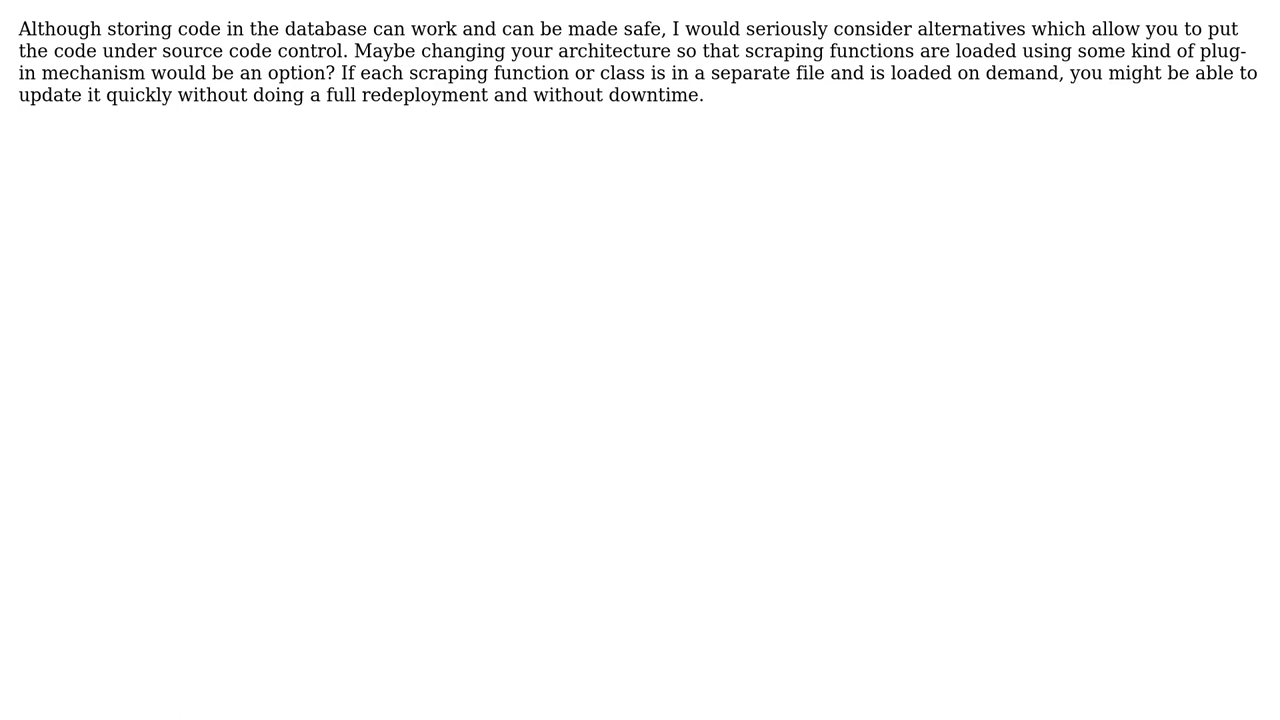 Although storing code in the database can work and can be made safe, I would seriously consider alternatives which allow you to put
the code under source code control. Maybe changing your architecture so that scraping functions are loaded using some kind of plug-
in mechanism would be an option? If each scraping function or class is in a separate file and is loaded on demand, you might be able to
update it quickly without doing a full redeployment and without downtime.